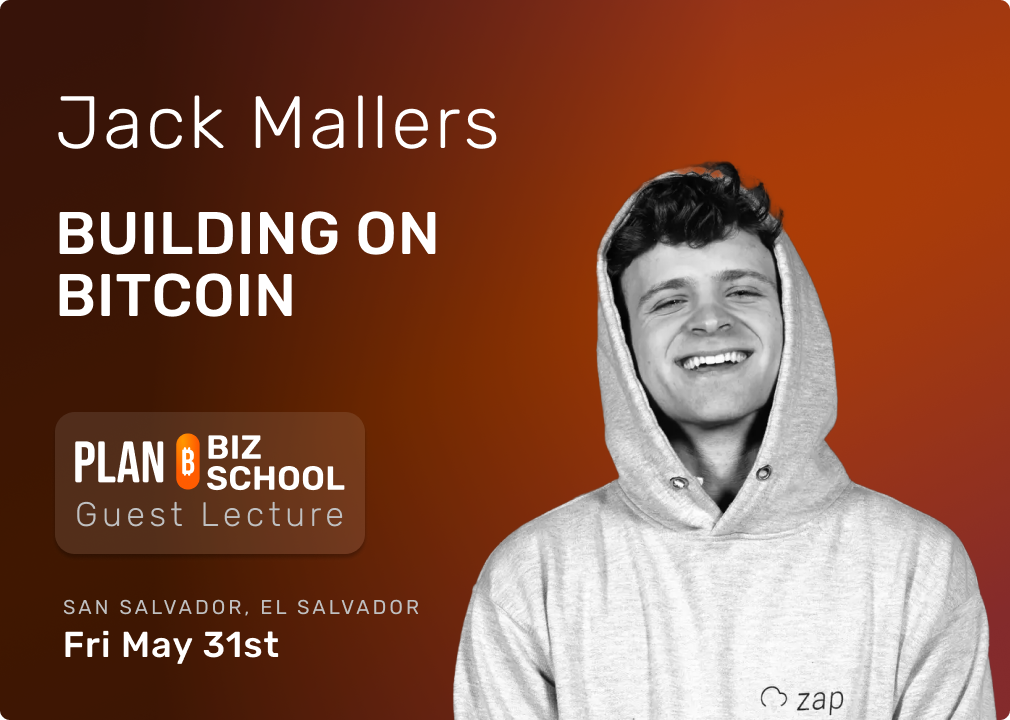 Jack Mallers
BUILDING ON
BITCOIN
PLAN ₿ BIZ
SCHOOL
Guest Lecture
SAN SALVADOR, EL SALVADOR
Fri May 31st
zap